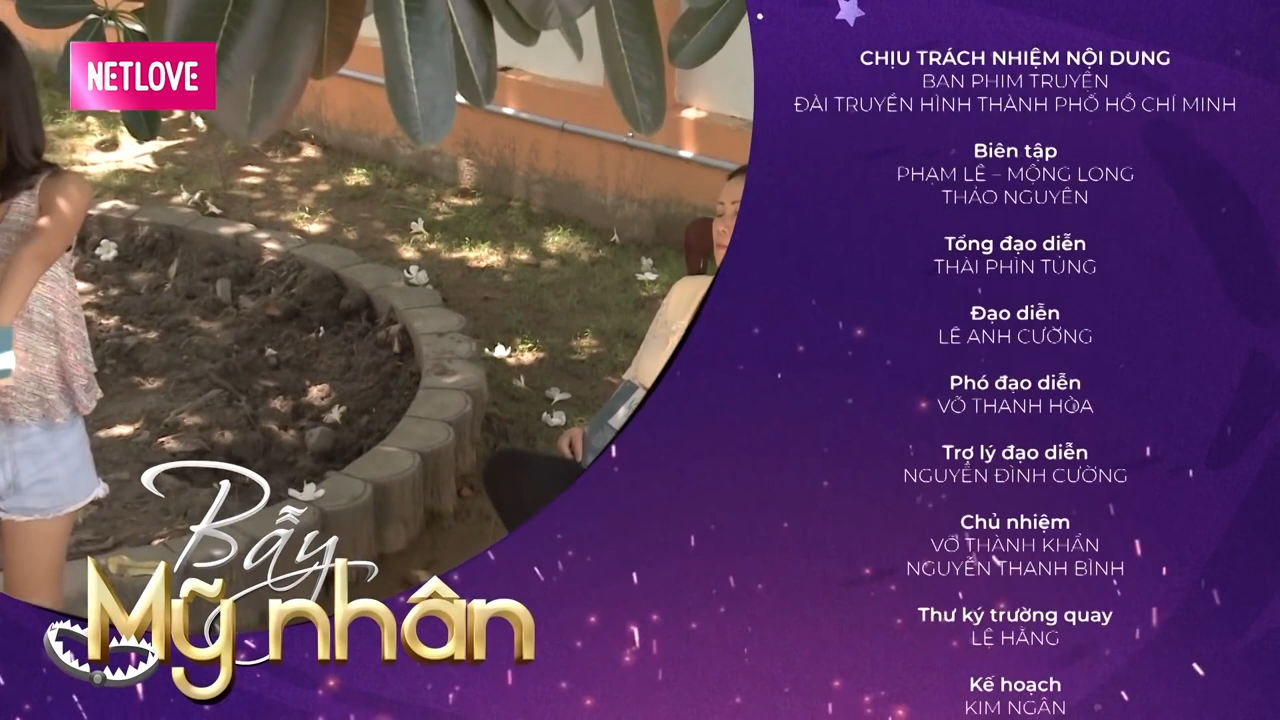 NETLOVE
CHỊU TRÁCH NHIỆM NỘI DUNG
BAN PHIM TRUYỆN
ĐÀI TRUYỀN HÌNH THÀNH PHỐ HỒ CHÍ MINH
Biên tập
PHẠM LÊ – MỘNG LONG
THẢO NGUYÊN
Tổng đạo diễn
THÁI PHIN TÙNG
Đạo diễn
LÊ ANH CƯỜNG
Phó đạo diễn
VÕ THANH HÒA
Trợ lý đạo diễn
NGUYỄN ĐÌNH CƯỜNG
Chủ nhiệm
VÕ THÀNH KHẨN
NGUYỄN THANH BÌNH
Thư ký trường quay
LỆ HẰNG
Kế hoạch
KIM NGÂN
Bẫy
Mỹ nhân